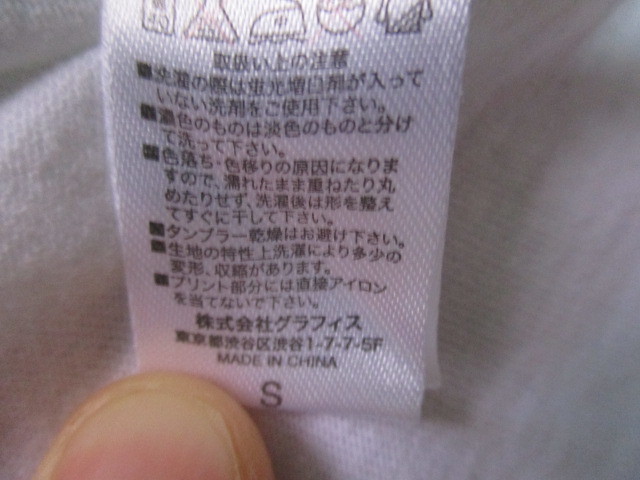 取扱い上の注意
■洗濯の際は蛍光増白剤が入って
いない洗剤をご使用下さい。
■濃色のものは淡色のものと分け
て洗って下さい。
■色落ち・色移りの原因になりま
すので、濡れたまま重ねたり丸
めたりせず、洗濯後は形を整え
てすぐに干して下さい。
■タンブラー乾燥はお避け下さい。
■生地の特性上洗濯により多少の
変形、収縮があります。
■プリント部分には直接アイロン
を当てないで下さい。
株式会社グラフィス
東京都渋谷区渋谷1-7-7-5F
MADE IN CHINA
S